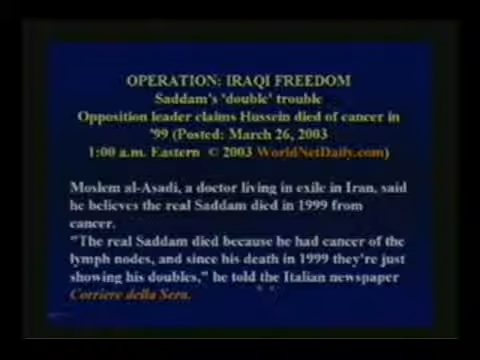 OPERATION: IRAQI FREEDOM
Saddam's 'double' trouble
Opposition leader claims Hussein died of cancer in
'99 (Posted: March 26, 2003
1:00 a.m. Eastern © 2003 WorldNetDaily.com)
Moslem al-Asadi, a doctor living in exile in Iran, said
he believes the real Saddam died in 1999 from
cancer.
"The real Saddam died because he had cancer of the
lymph nodes, and since his death in 1999 they're just
showing his doubles," he told the Italian newspaper
Corriere della Sera.